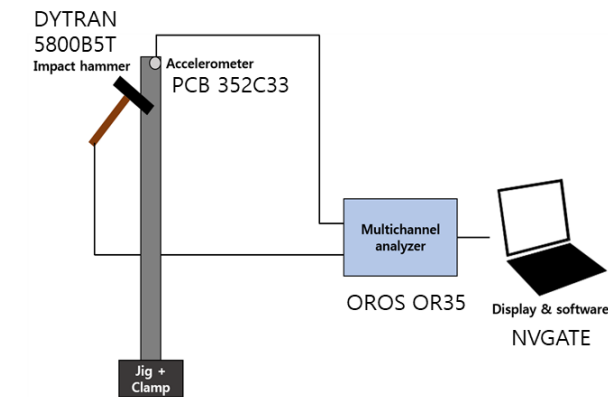 DYTRAN
5800B5T
Impact hammer
Accelerometer
PCB 352C33
Multichannel
analyzer
OROS OR35
Display & software
NVGATE
Jig +
Clamp